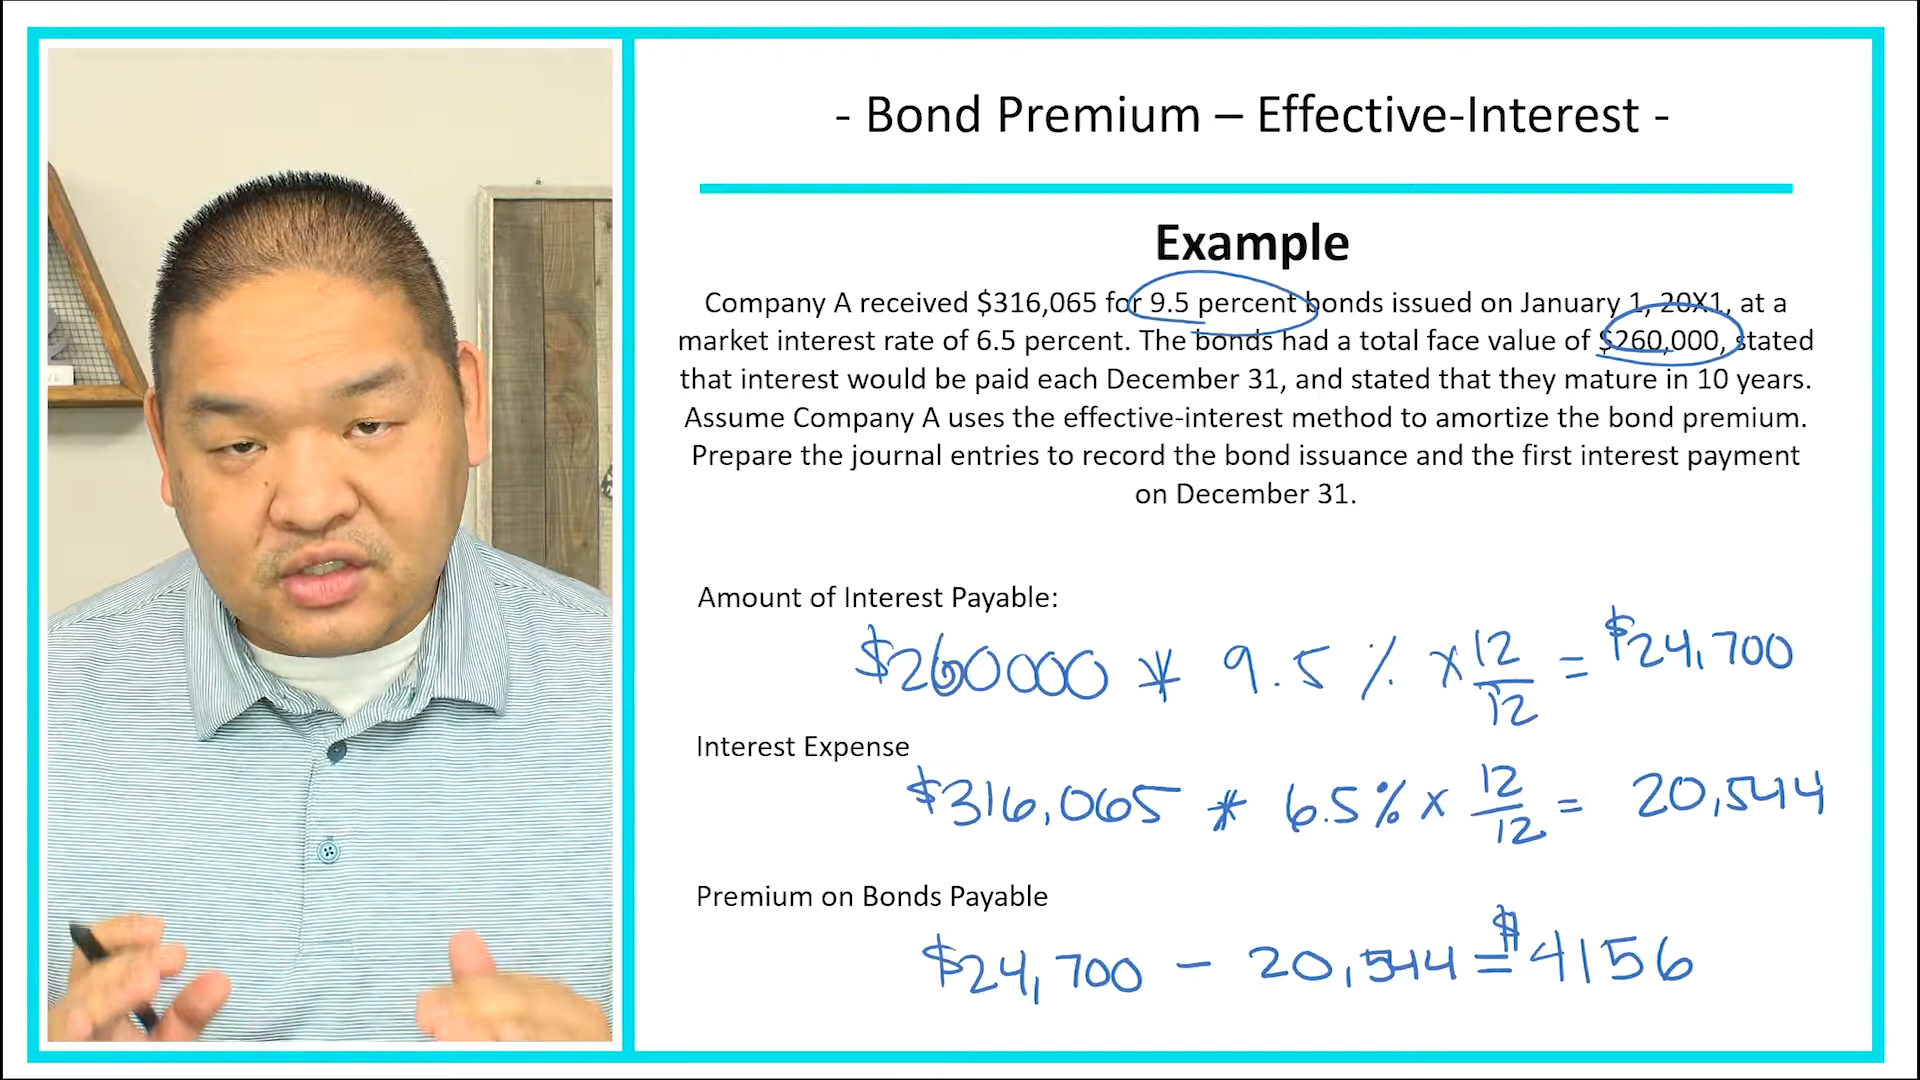 - Bond Premium – Effective-Interest -
Example
Company A received $316,065 for 9.5 percent bonds issued on January 1, 20X1, at a
market interest rate of 6.5 percent. The bonds had a total face value of $260,000, stated
that interest would be paid each December 31, and stated that they mature in 10 years.
Assume Company A uses the effective-interest method to amortize the bond premium.
Prepare the journal entries to record the bond issuance and the first interest payment
on December 31.
Amount of Interest Payable:
$260000 * 9.5 % x 12/12 = $24,700
Interest Expense
$316,065 * 6.5% x 12/12 = 20,544
Premium on Bonds Payable
$24,700 - 20,544 = $4156